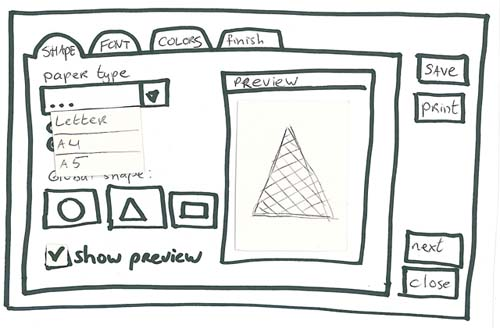 SHAPE
FONT
COLORS
finish
paper type
...
LETTER
A4
A5
Global shape:
show preview
PREVIEW
SAVE
print
next
close